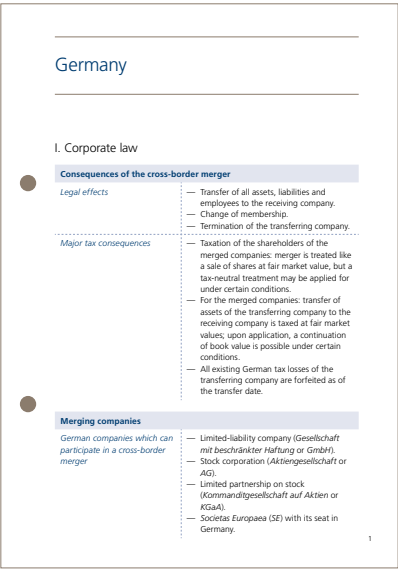 Germany
I. Corporate law
Consequences of the cross-border merger
Legal effects
— Transfer of all assets, liabilities and
employees to the receiving company.
— Change of membership.
— Termination of the transferring company.
Major tax consequences
— Taxation of the shareholders of the
merged companies: merger is treated like
a sale of shares at fair market value, but a
tax-neutral treatment may be applied for
under certain conditions.
— For the merged companies: transfer of
assets of the transferring company to the
receiving company is taxed at fair market
values; upon application, a continuation
of book value is possible under certain
conditions.
— All existing German tax losses of the
transferring company are forfeited as of
the transfer date.
Merging companies
German companies which can
participate in a cross-border
merger
— Limited-liability company (Gesellschaft
mit beschränkter Haftung or GmbH).
— Stock corporation (Aktiengesellschaft or
AG).
— Limited partnership on stock
(Kommanditgesellschaft auf Aktien or
KGaA).
— Societas Europaea (SE) with its seat in
Germany.
1